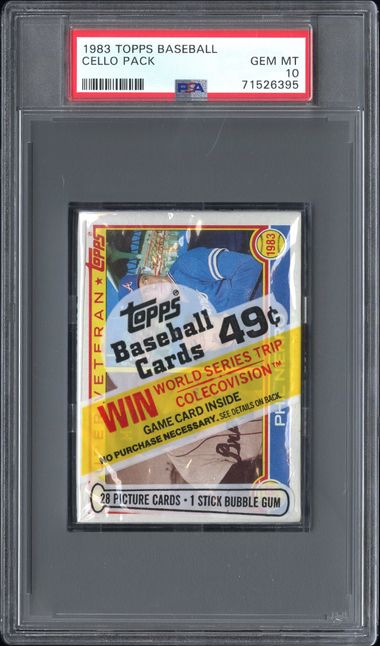 1983 TOPPS BASEBALL
CELLO PACK
GEM MT
10
PSA
71526395
Topps
1983
SUPER VETERAN
Topps
Baseball
Cards 49¢
WIN WORLD SERIES TRIP
COLECOVISION™
GAME CARD INSIDE
NO PURCHASE NECESSARY. SEE DETAILS ON BACK.
28 PICTURE CARDS • 1 STICK BUBBLE GUM